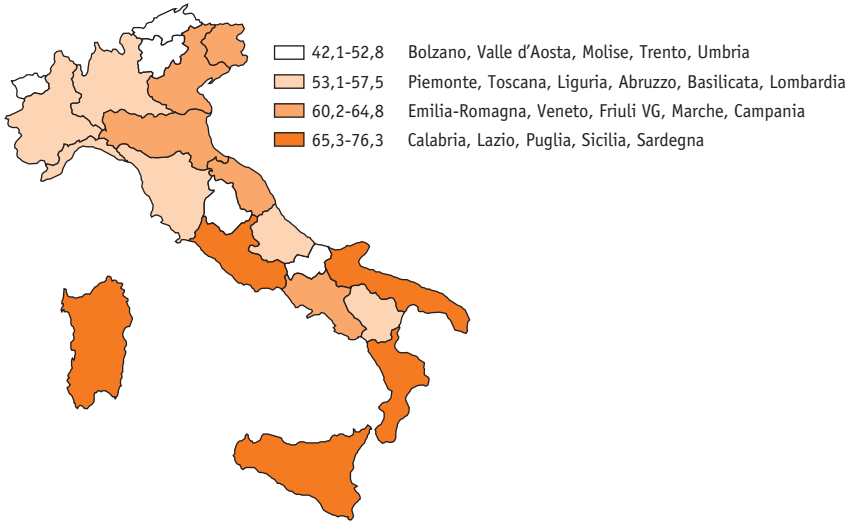 42,1-52,8 Bolzano, Valle d'Aosta, Molise, Trento, Umbria
53,1-57,5 Piemonte, Toscana, Liguria, Abruzzo, Basilicata, Lombardia
60,2-64,8 Emilia-Romagna, Veneto, Friuli VG, Marche, Campania
65,3-76,3 Calabria, Lazio, Puglia, Sicilia, Sardegna